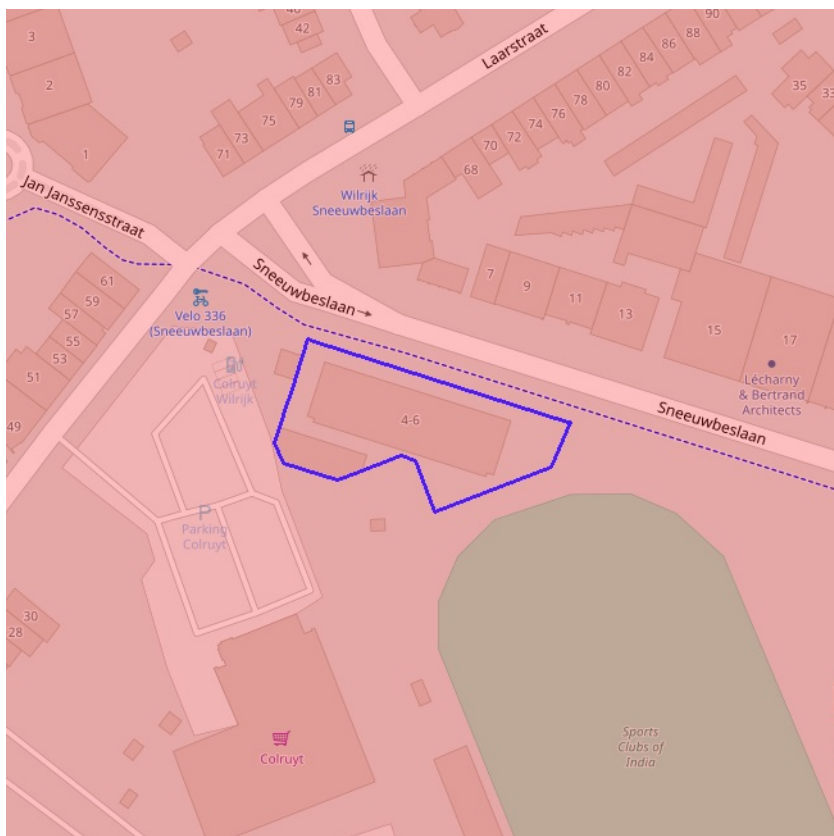 40
42
90
88
86
84
82
80
78
76
74
72
70
68
Laarstraat
3
2
1
83
81
79
75
73
71
35
33
Wilrijk
Sneeuwbeslaan
Jan Janssensstraat
Sneeuwbeslaan
7
9
11
13
15
17
61
59
57
55
53
51
49
Velo 336
(Sneeuwbeslaan)
Colruyt
Wilrijk
4-6
Lécharny
& Bertrand
Architects
Sneeuwbeslaan
P
Parking
Colruyt
30
28
Sports
Clubs of
India
Colruyt